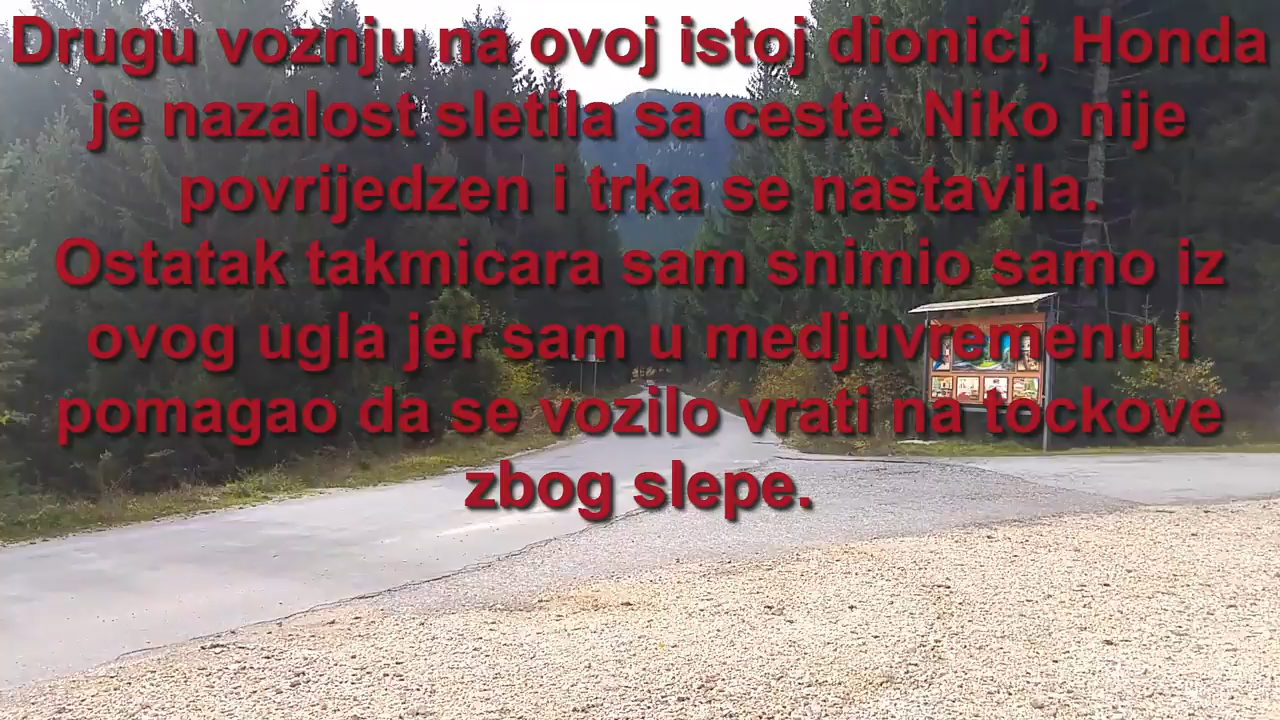 Drugu voznju na ovoj istoj dionici, Honda
je nazalost sletila sa ceste. Niko nije
povrijedzen i trka se nastavila.
Ostatak takmicara sam snimio samo iz
ovog ugla jer sam u medjuvremenu i
pomagao da se vozilo vrati na tockove
zbog slepe.